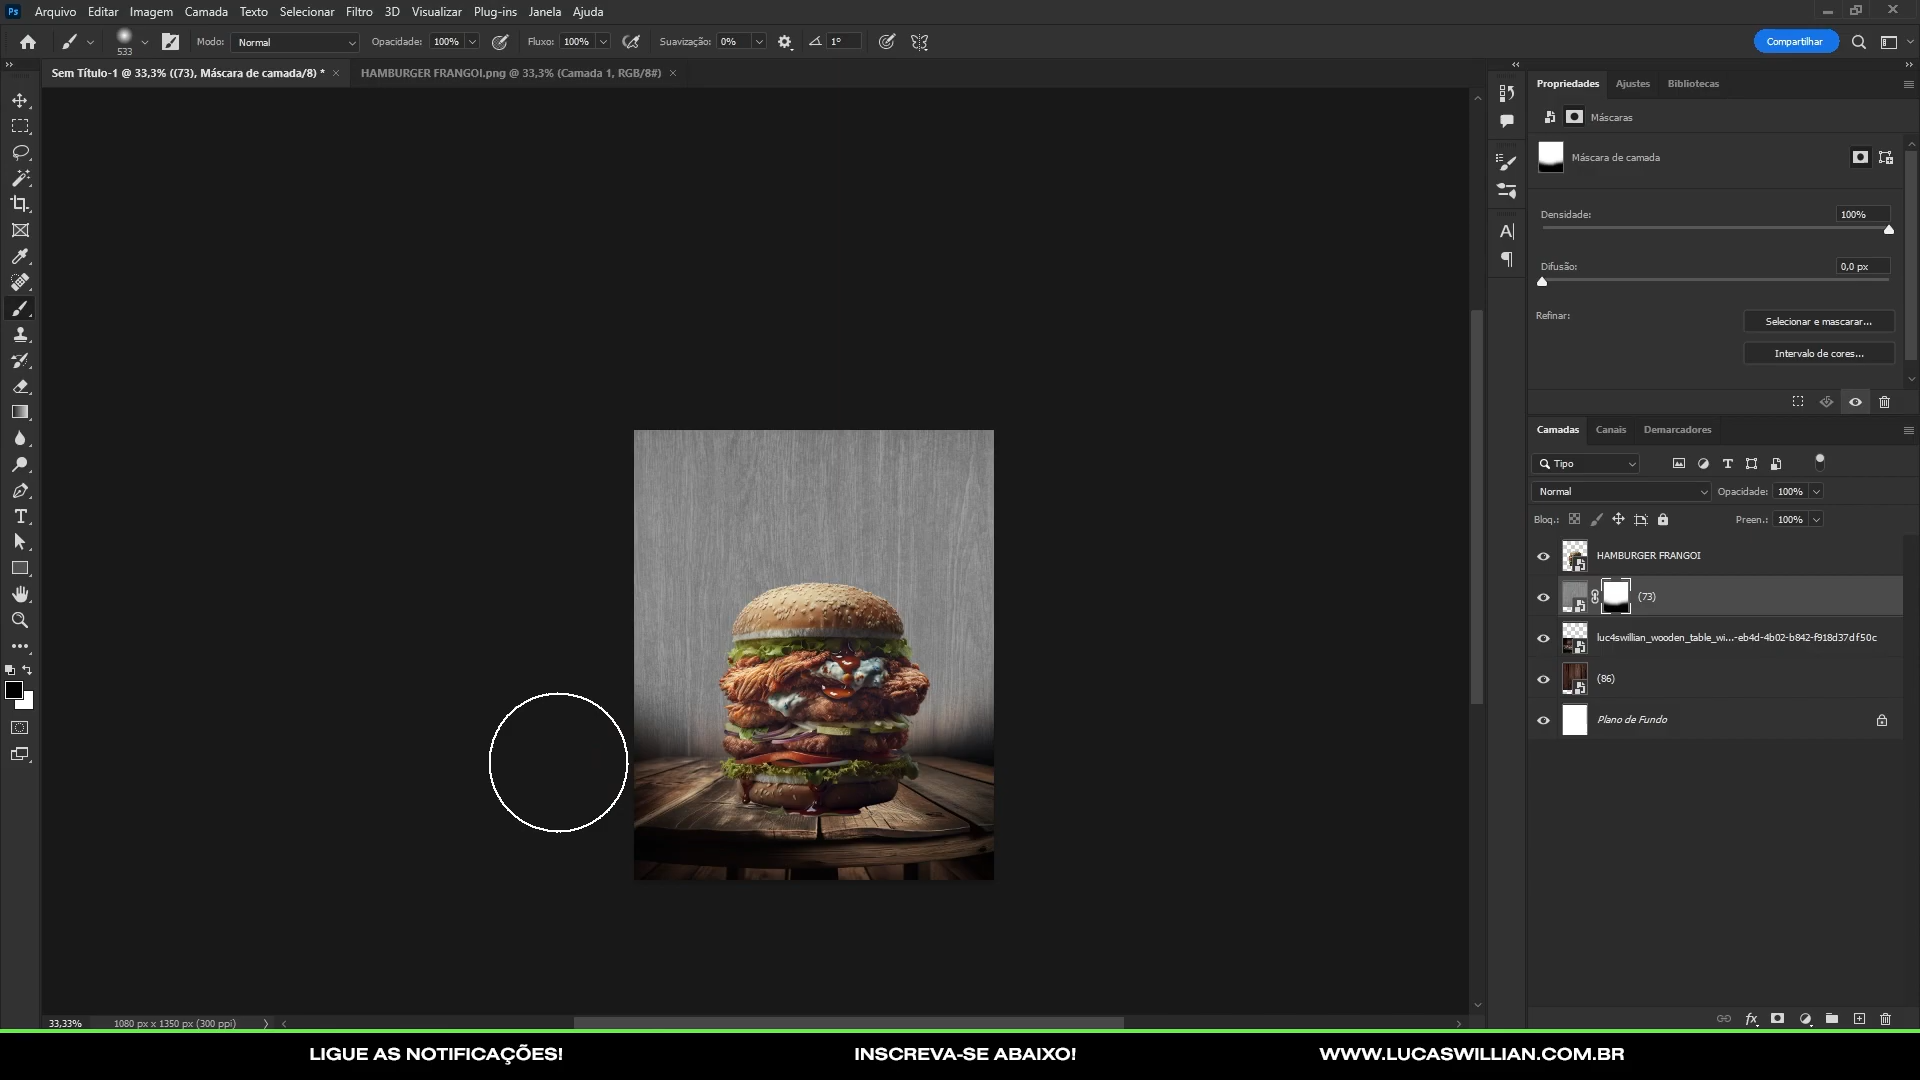 Ps Arquivo Editar Imagem Camada Texto Selecionar Filtro 3D Visualizar Plug-ins Janela Ajuda
533 Modo: Normal Opacidade: 100% Fluxo: 100% Suavização: 0% 1° Compartilhar
Sem Título-1 @ 33,3% ((73), Máscara de camada/8) * × HAMBURGER FRANGOI.png @ 33,3% (Camada 1, RGB/8#) ×
Propriedades Ajustes Bibliotecas
Máscaras
Máscara de camada
Densidade: 100%
Difusão: 0,0 px
Refinar: Selecionar e mascarar...
Intervalo de cores...
Camadas Canais Demarcadores
Tipo
Normal Opacidade: 100%
Bloq.: Preen.: 100%
HAMBURGER FRANGOI
(73)
luc4swillian_wooden_table_wi...-eb4d-4b02-b842-f918d37df50c
(86)
Plano de Fundo
33,33% 1080 px x 1350 px (300 ppi)
LIGUE AS NOTIFICAÇÕES! INSCREVA-SE ABAIXO! WWW.LUCASWILLIAN.COM.BR